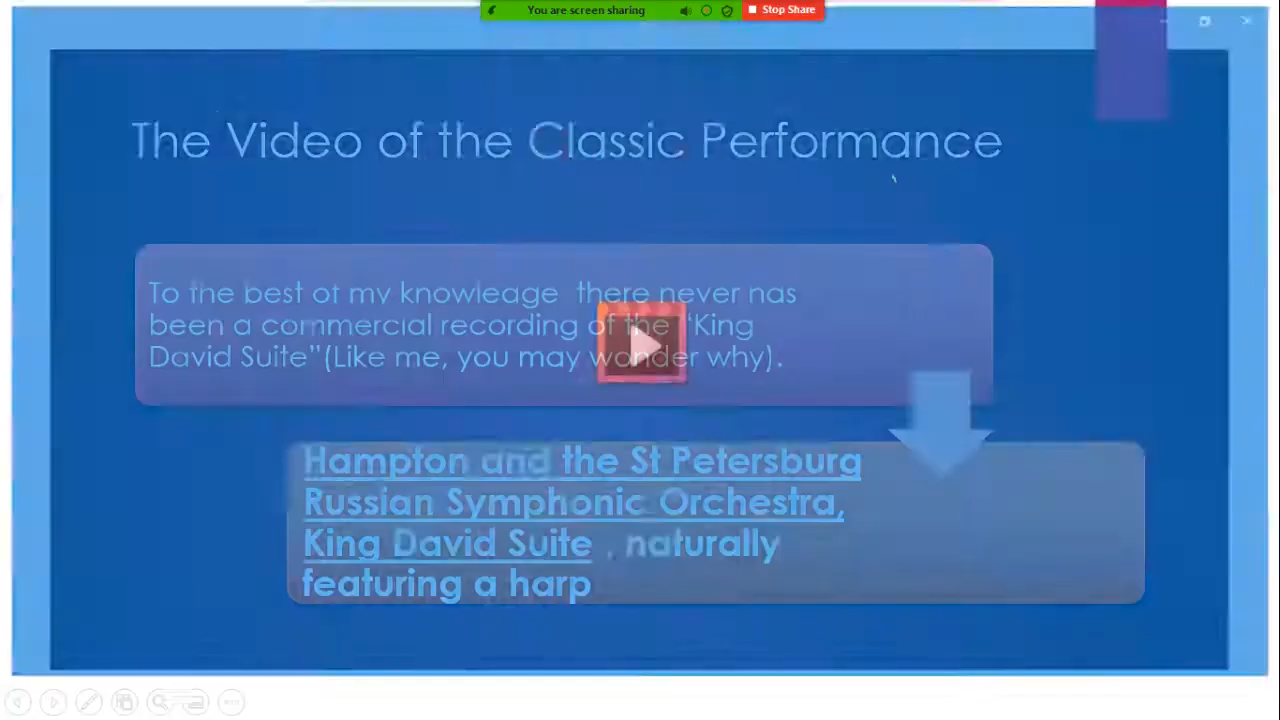 You are screen sharing
Stop Share
The Video of the Classic Performance
To the best of my knowledge there never has
been a commercial recording of the "King
David Suite"(Like me, you may wonder why).
Hampton and the St Petersburg
Russian Symphonic Orchestra,
King David Suite , naturally
featuring a harp